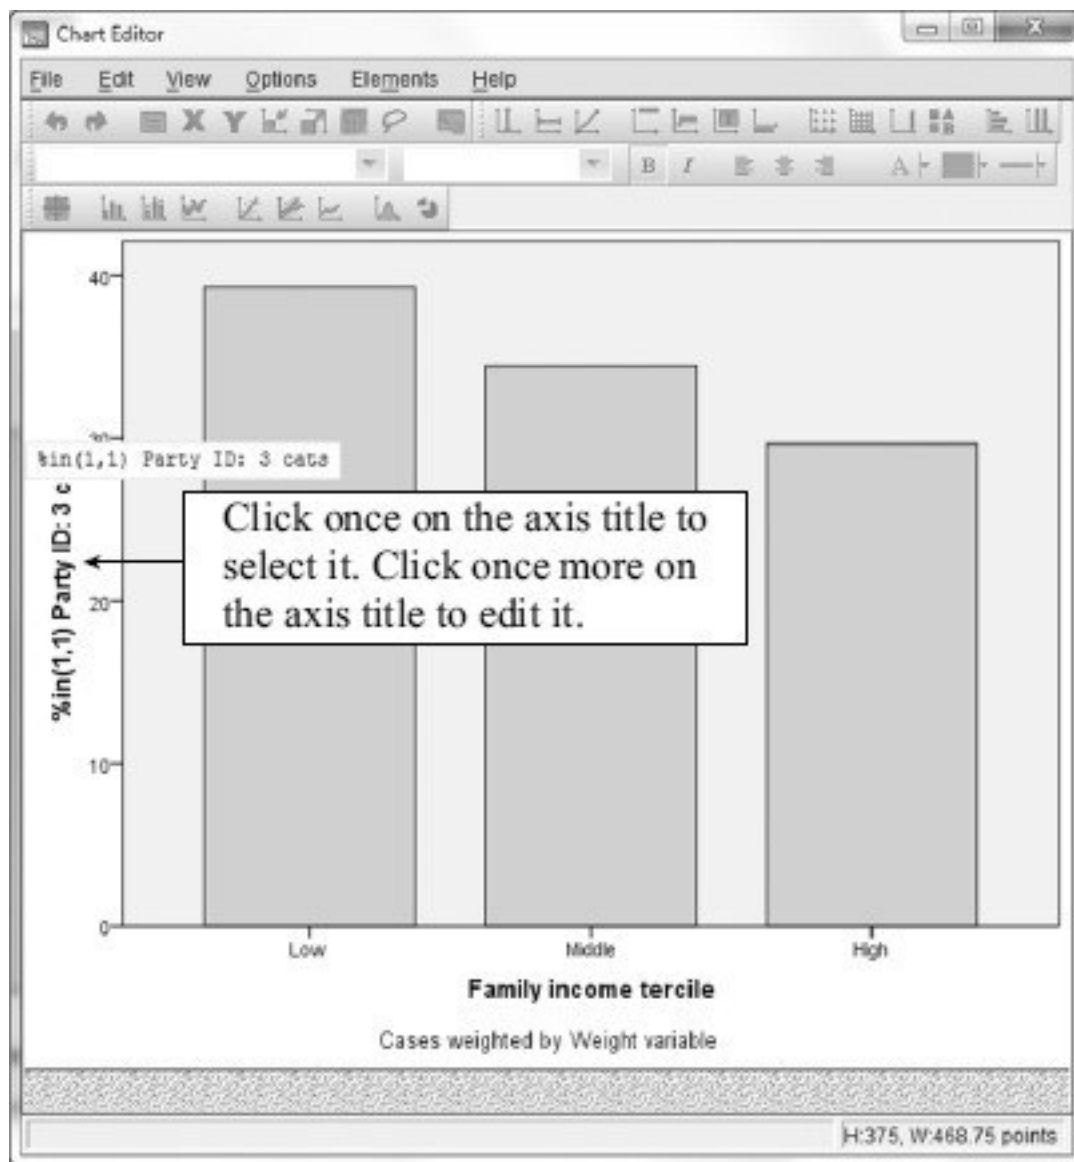 Chart Editor
File Edit View Options Elements Help
B I A
40
30
%in(1,1) Party ID: 3 cats
%in(1,1) Party ID: 3 c
Click once on the axis title to
select it. Click once more on
the axis title to edit it.
20
10
0
Low Middle High
Family income tercile
Cases weighted by Weight variable
H:375, W:468.75 points